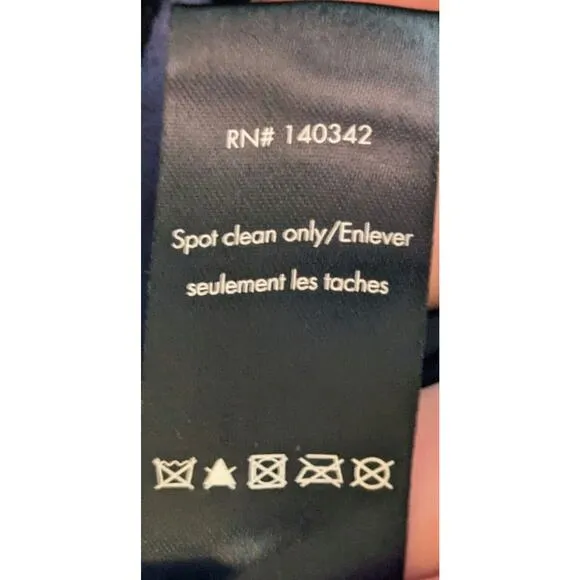 RN# 140342
Spot clean only/Enlever
seulement les taches